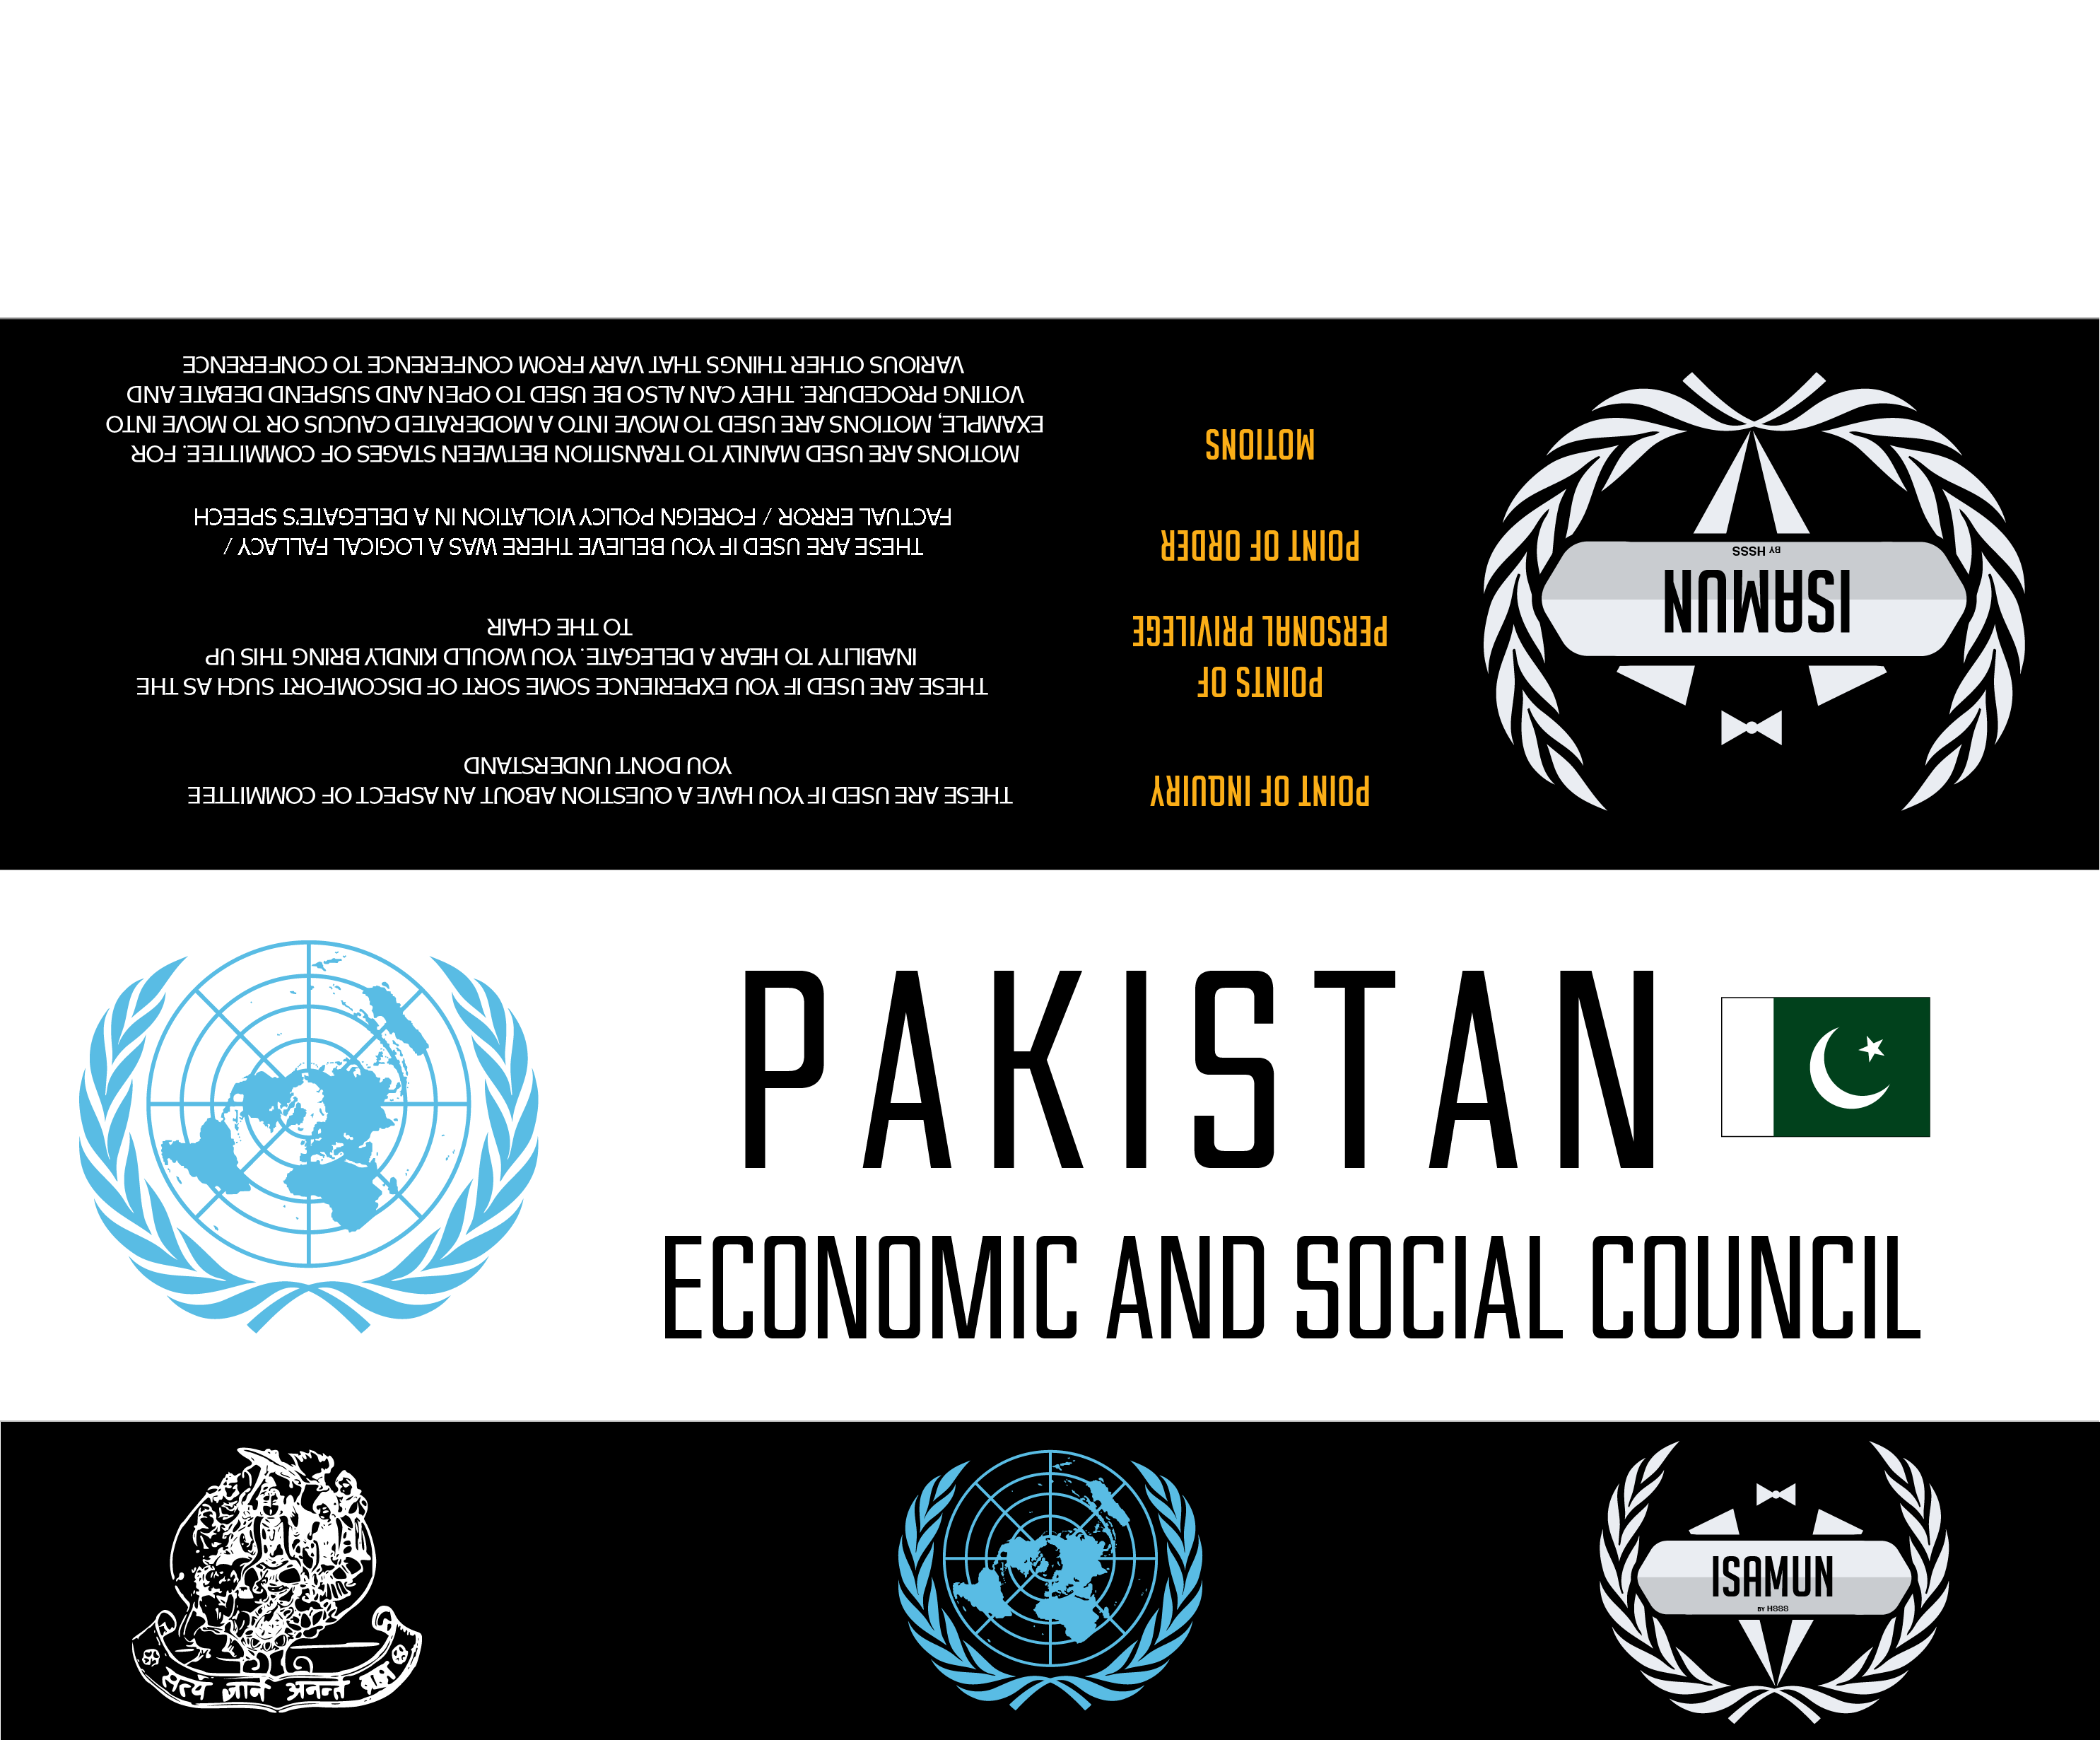 ISAMUN
BY HSSS
POINT OF INQUIRY
THESE ARE USED IF YOU HAVE A QUESTION ABOUT AN ASPECT OF COMMITTEE
YOU DON'T UNDERSTAND
POINTS OF
PERSONAL PRIVILEGE
THESE ARE USED IF YOU EXPERIENCE SOME SORT OF DISCOMFORT SUCH AS THE
INABILITY TO HEAR A DELEGATE. YOU WOULD KINDLY BRING THIS UP
TO THE CHAIR
POINT OF ORDER
THESE ARE USED IF YOU BELIEVE THERE WAS A LOGICAL FALLACY /
FACTUAL ERROR / FOREIGN POLICY VIOLATION IN A DELEGATE'S SPEECH
MOTIONS
MOTIONS ARE USED MAINLY TO TRANSITION BETWEEN STAGES OF COMMITTEE. FOR
EXAMPLE, MOTIONS ARE USED TO MOVE INTO A MODERATED CAUCUS OR TO MOVE INTO
VOTING PROCEDURE. THEY CAN ALSO BE USED TO OPEN AND SUSPEND DEBATE AND
VARIOUS OTHER THINGS THAT VARY FROM CONFERENCE TO CONFERENCE
PAKISTAN
ECONOMIC AND SOCIAL COUNCIL
सत्यं ज्ञानं अनन्तं ब्रह्म
ISAMUN
BY HSSS